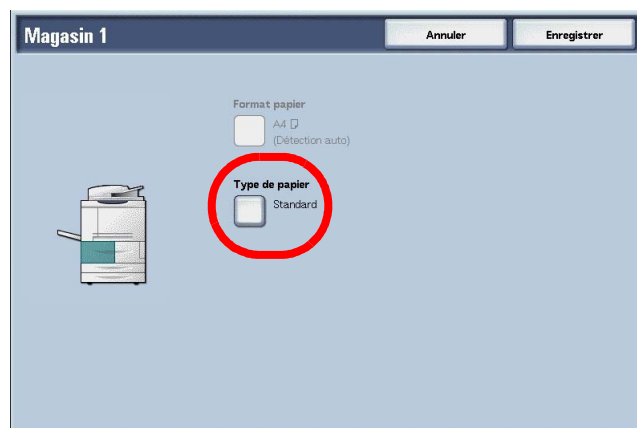 Magasin 1
Annuler
Enregistrer
Format papier
A4
(Détection auto)
Type de papier
Standard